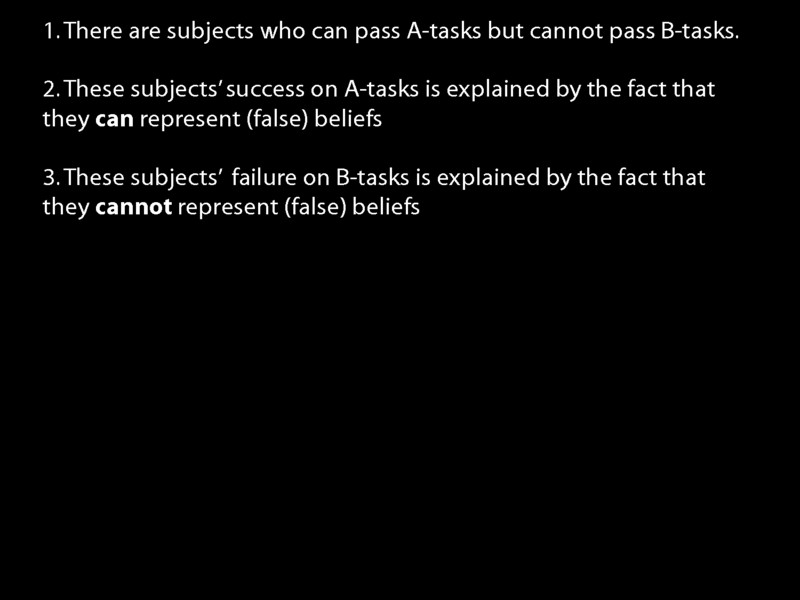 1. There are subjects who can pass A-tasks but cannot pass B-tasks.
2. These subjects’ success on A-tasks is explained by the fact that
they can represent (false) beliefs
3. These subjects’ failure on B-tasks is explained by the fact that
they cannot represent (false) beliefs